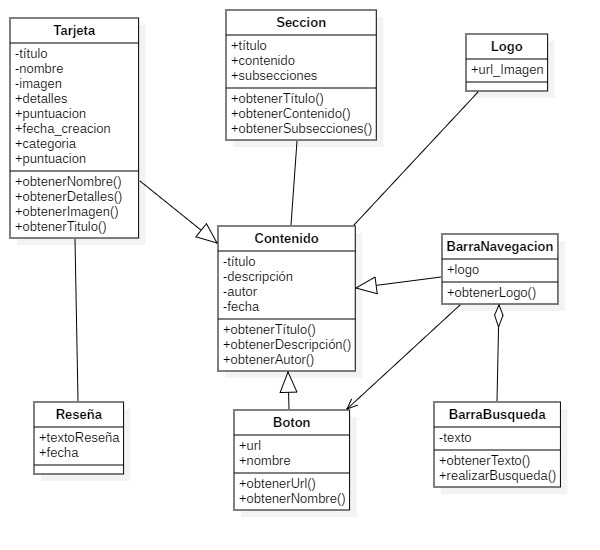 Tarjeta
-título
-nombre
-imagen
+detalles
+puntuacion
+fecha_creacion
+categoria
+puntuacion
+obtenerNombre()
+obtenerDetalles()
+obtenerImagen()
+obtenerTitulo()
Seccion
+título
+contenido
+subsecciones
+obtenerTítulo()
+obtenerContenido()
+obtenerSubsecciones()
Logo
+url_Imagen
Contenido
-título
-descripción
-autor
-fecha
+obtenerTítulo()
+obtenerDescripción()
+obtenerAutor()
BarraNavegacion
+logo
+obtenerLogo()
Reseña
+textoReseña
+fecha
Boton
+url
+nombre
+obtenerUrl()
+obtenerNombre()
BarraBusqueda
-texto
+obtenerTexto()
+realizarBusqueda()